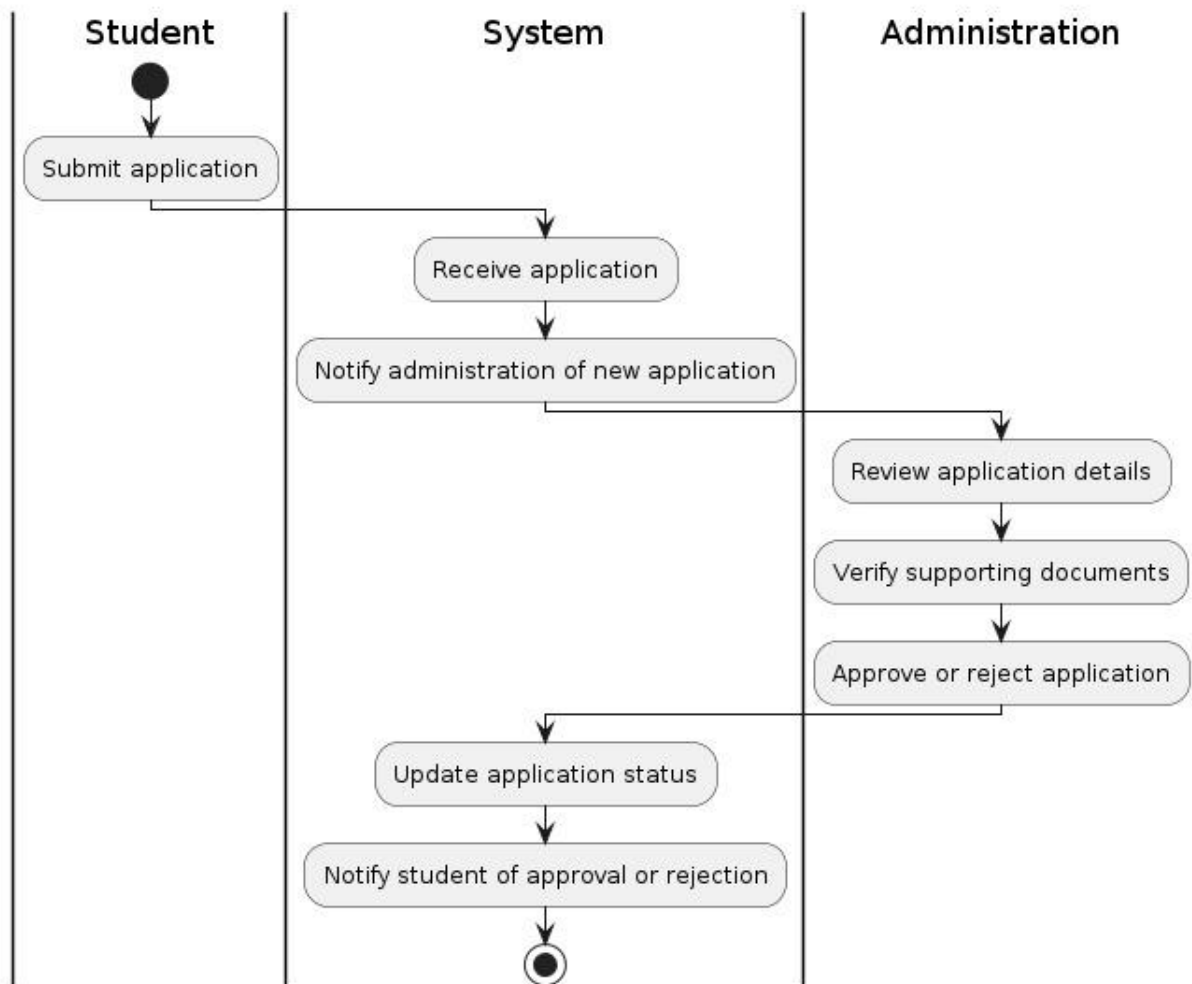 Student
System
Administration
Submit application
Receive application
Notify administration of new application
Review application details
Verify supporting documents
Approve or reject application
Update application status
Notify student of approval or rejection